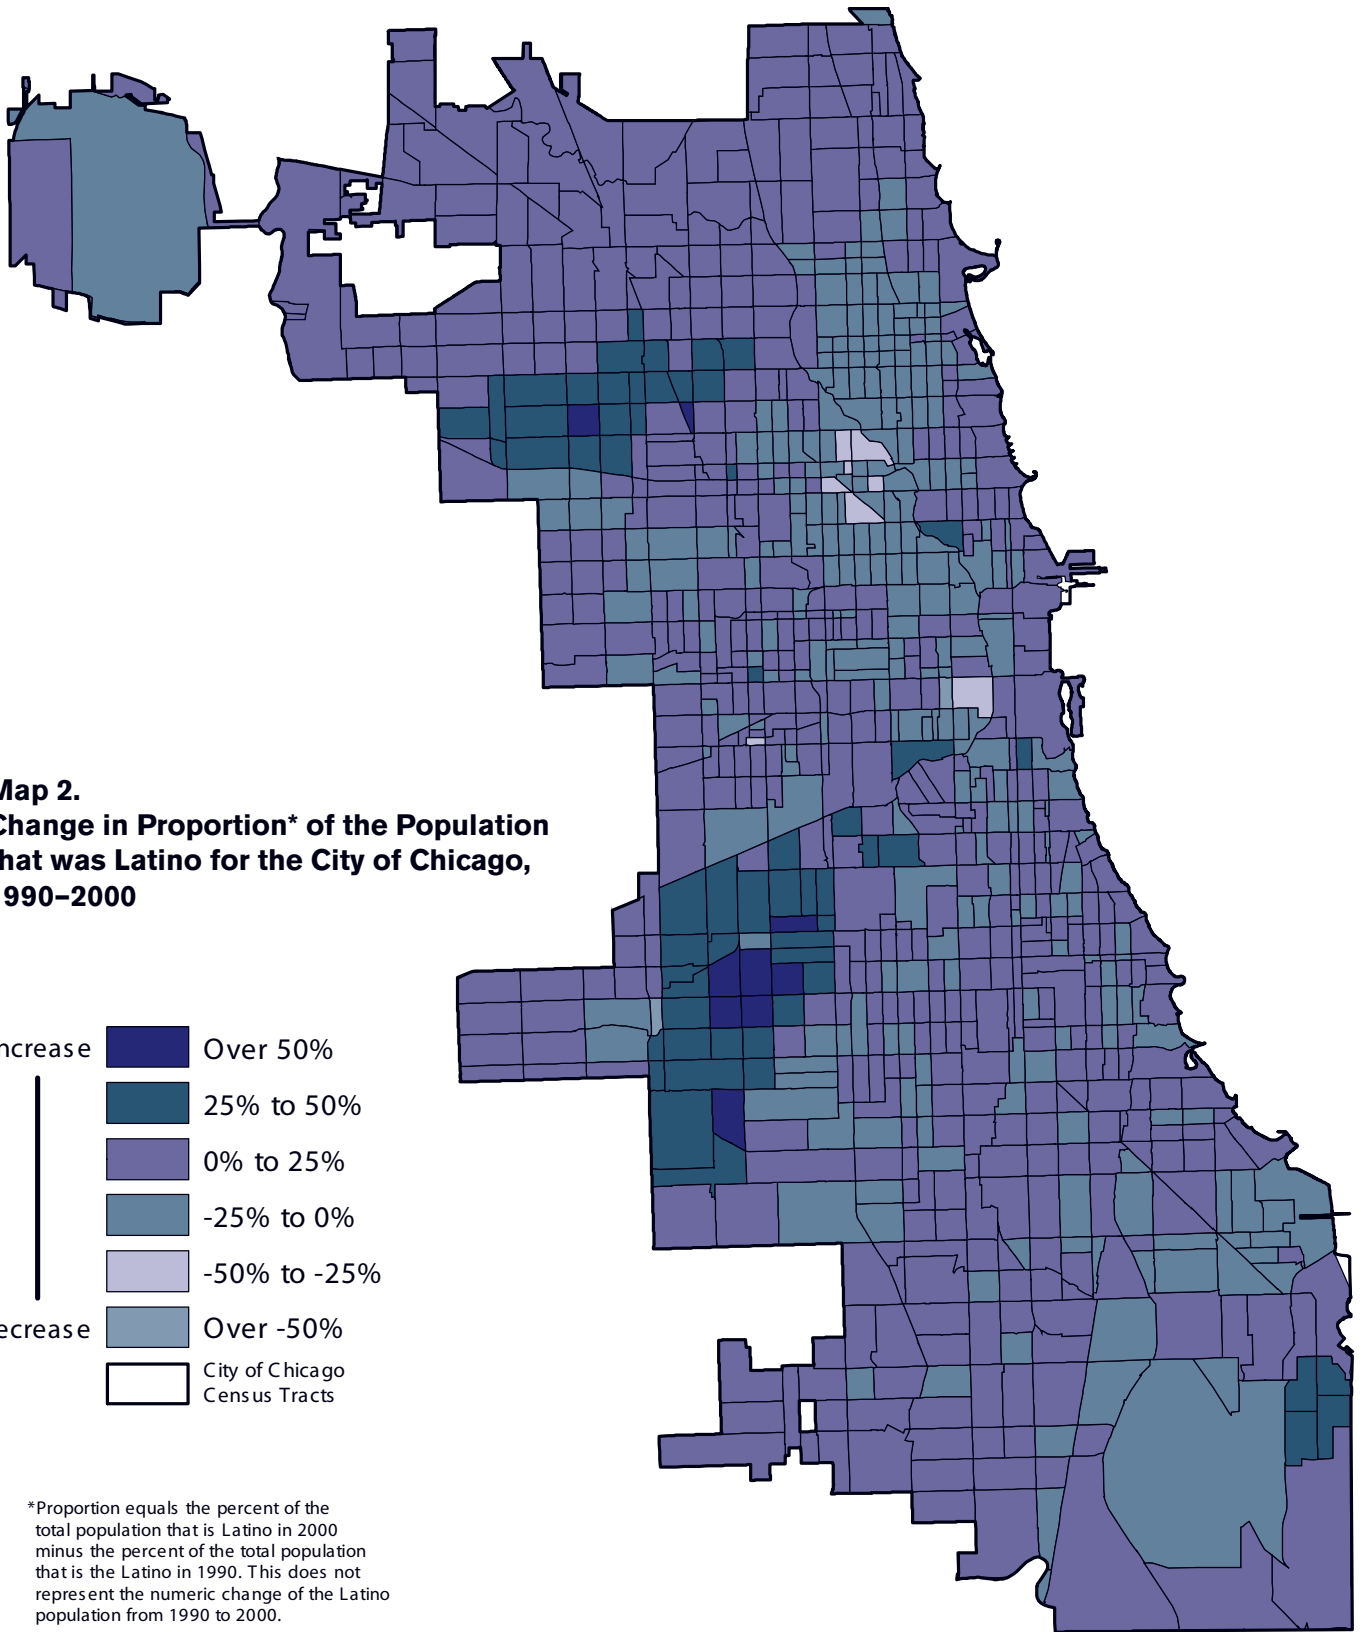 Map 2.
Change in Proportion* of the Population
that was Latino for the City of Chicago,
1990–2000
Increase
Over 50%
25% to 50%
0% to 25%
-25% to 0%
-50% to -25%
Decrease
Over -50%
City of Chicago
Census Tracts
*Proportion equals the percent of the
total population that is Latino in 2000
minus the percent of the total population
that is the Latino in 1990. This does not
represent the numeric change of the Latino
population from 1990 to 2000.